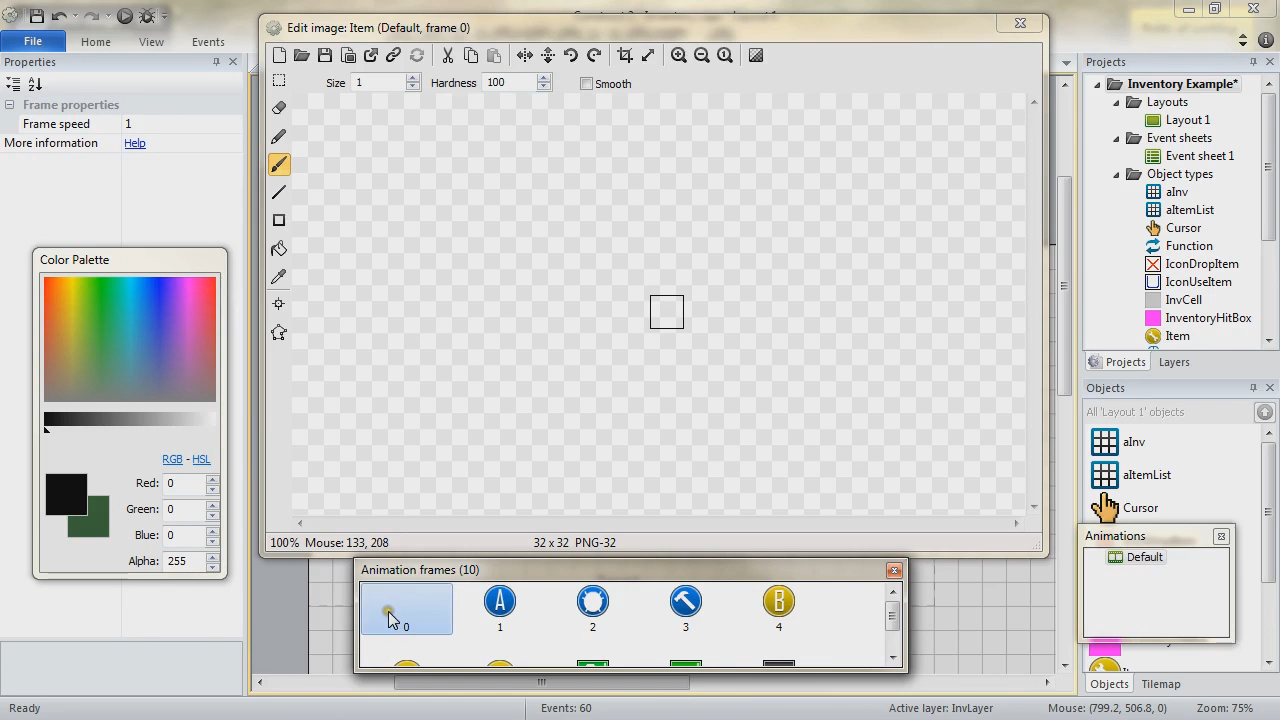 Edit image: Item (Default, frame 0)
File Home View Events
Properties
Frame properties
Frame speed 1
More information Help
Size 1 Hardness 100 Smooth
Color Palette
RGB - HSL
Red: 0
Green: 0
Blue: 0
Alpha: 255
100% Mouse: 133, 208 32 x 32 PNG-32
Animation frames (10)
A B
0 1 2 3 4
Projects
Inventory Example*
Layouts
Layout 1
Event sheets
Event sheet 1
Object types
aInv
aItemList
Cursor
Function
IconDropItem
IconUseItem
InvCell
InventoryHitBox
Item
Projects Layers
Objects
All 'Layout 1' objects
aInv
aItemList
Cursor
Animations
Default
Objects Tilemap
Ready Events: 60 Active layer: InvLayer Mouse: (799.2, 506.8, 0) Zoom: 75%